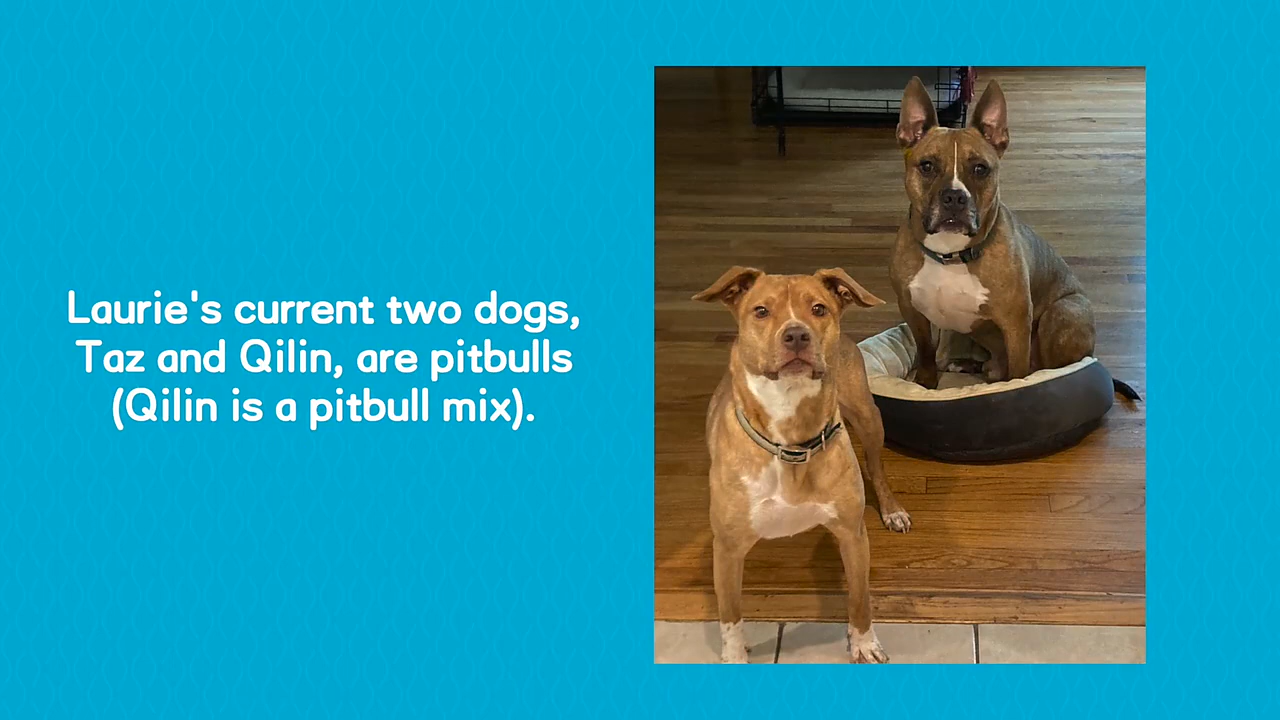 Laurie's current two dogs,
Taz and Qilin, are pitbulls
(Qilin is a pitbull mix).